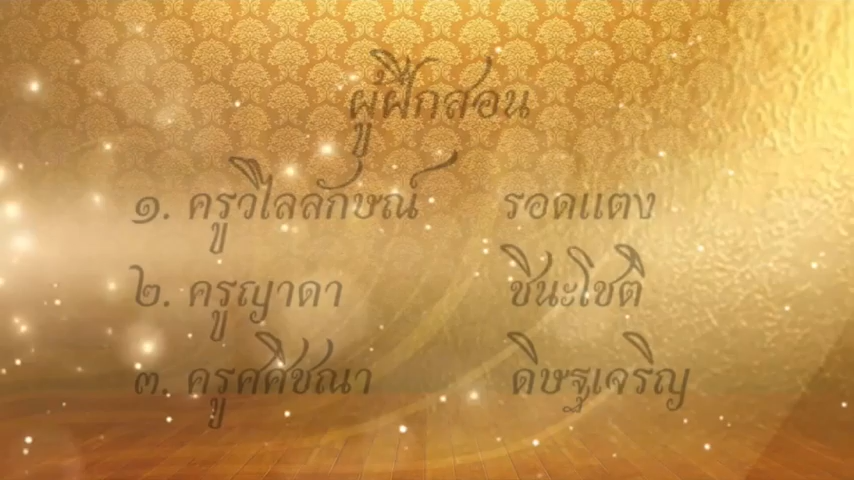 ผู้ฝึกสอน
๑. ครูวิไลลักษณ์ รอดแตง
๒. ครูญาดา ชินะโชติ
๓. ครูศศิชณา ดิษฐเจริญ